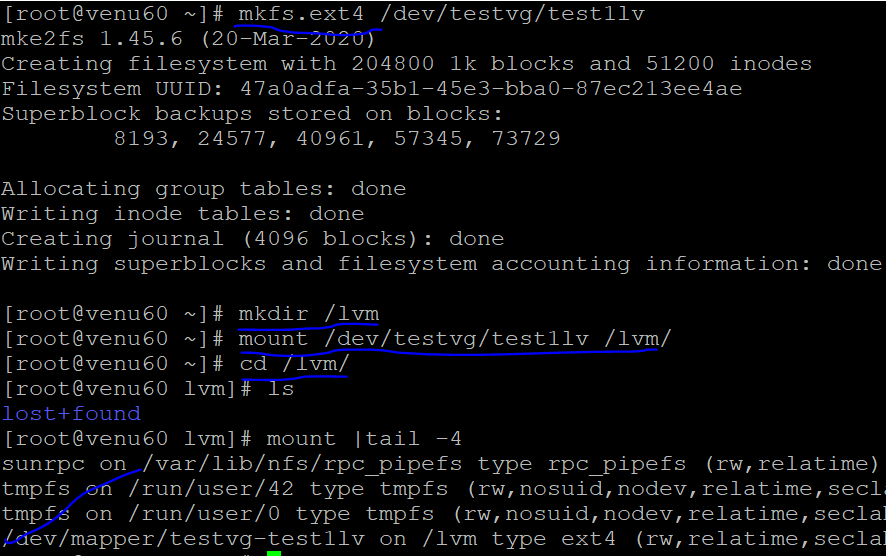 [root@venu60 ~]# mkfs.ext4 /dev/testvg/test1lv
mke2fs 1.45.6 (20-Mar-2020)
Creating filesystem with 204800 1k blocks and 51200 inodes
Filesystem UUID: 47a0adfa-35b1-45e3-bba0-87ec213ee4ae
Superblock backups stored on blocks:
        8193, 24577, 40961, 57345, 73729

Allocating group tables: done
Writing inode tables: done
Creating journal (4096 blocks): done
Writing superblocks and filesystem accounting information: done

[root@venu60 ~]# mkdir /lvm
[root@venu60 ~]# mount /dev/testvg/test1lv /lvm/
[root@venu60 ~]# cd /lvm/
[root@venu60 lvm]# ls
lost+found
[root@venu60 lvm]# mount |tail -4
sunrpc on /var/lib/nfs/rpc_pipefs type rpc_pipefs (rw,relatime)
tmpfs on /run/user/42 type tmpfs (rw,nosuid,nodev,relatime,secla
tmpfs on /run/user/0 type tmpfs (rw,nosuid,nodev,relatime,seclab
/dev/mapper/testvg-test1lv on /lvm type ext4 (rw,relatime,seclab